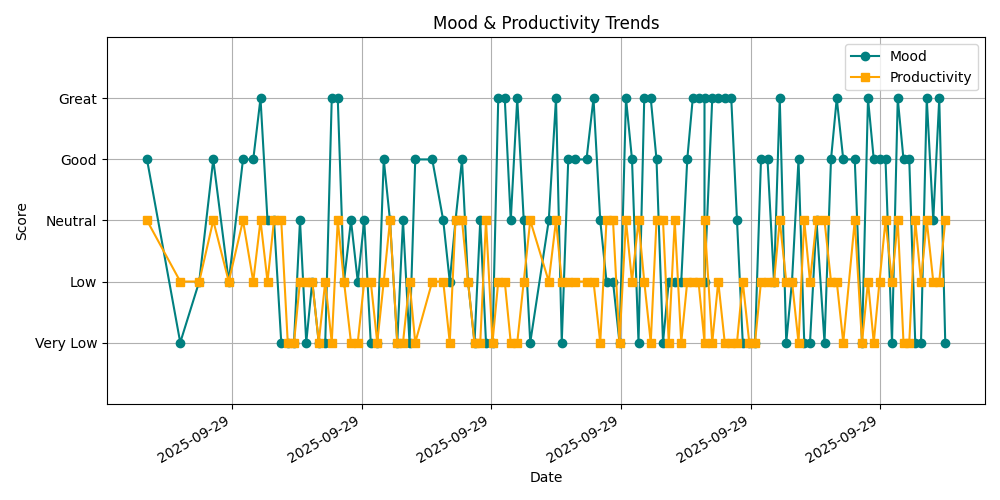 Mood & Productivity Trends
Mood
Productivity
Great
Good
Neutral
Low
Very Low
Score
2025-09-29
2025-09-29
2025-09-29
2025-09-29
2025-09-29
2025-09-29
Date